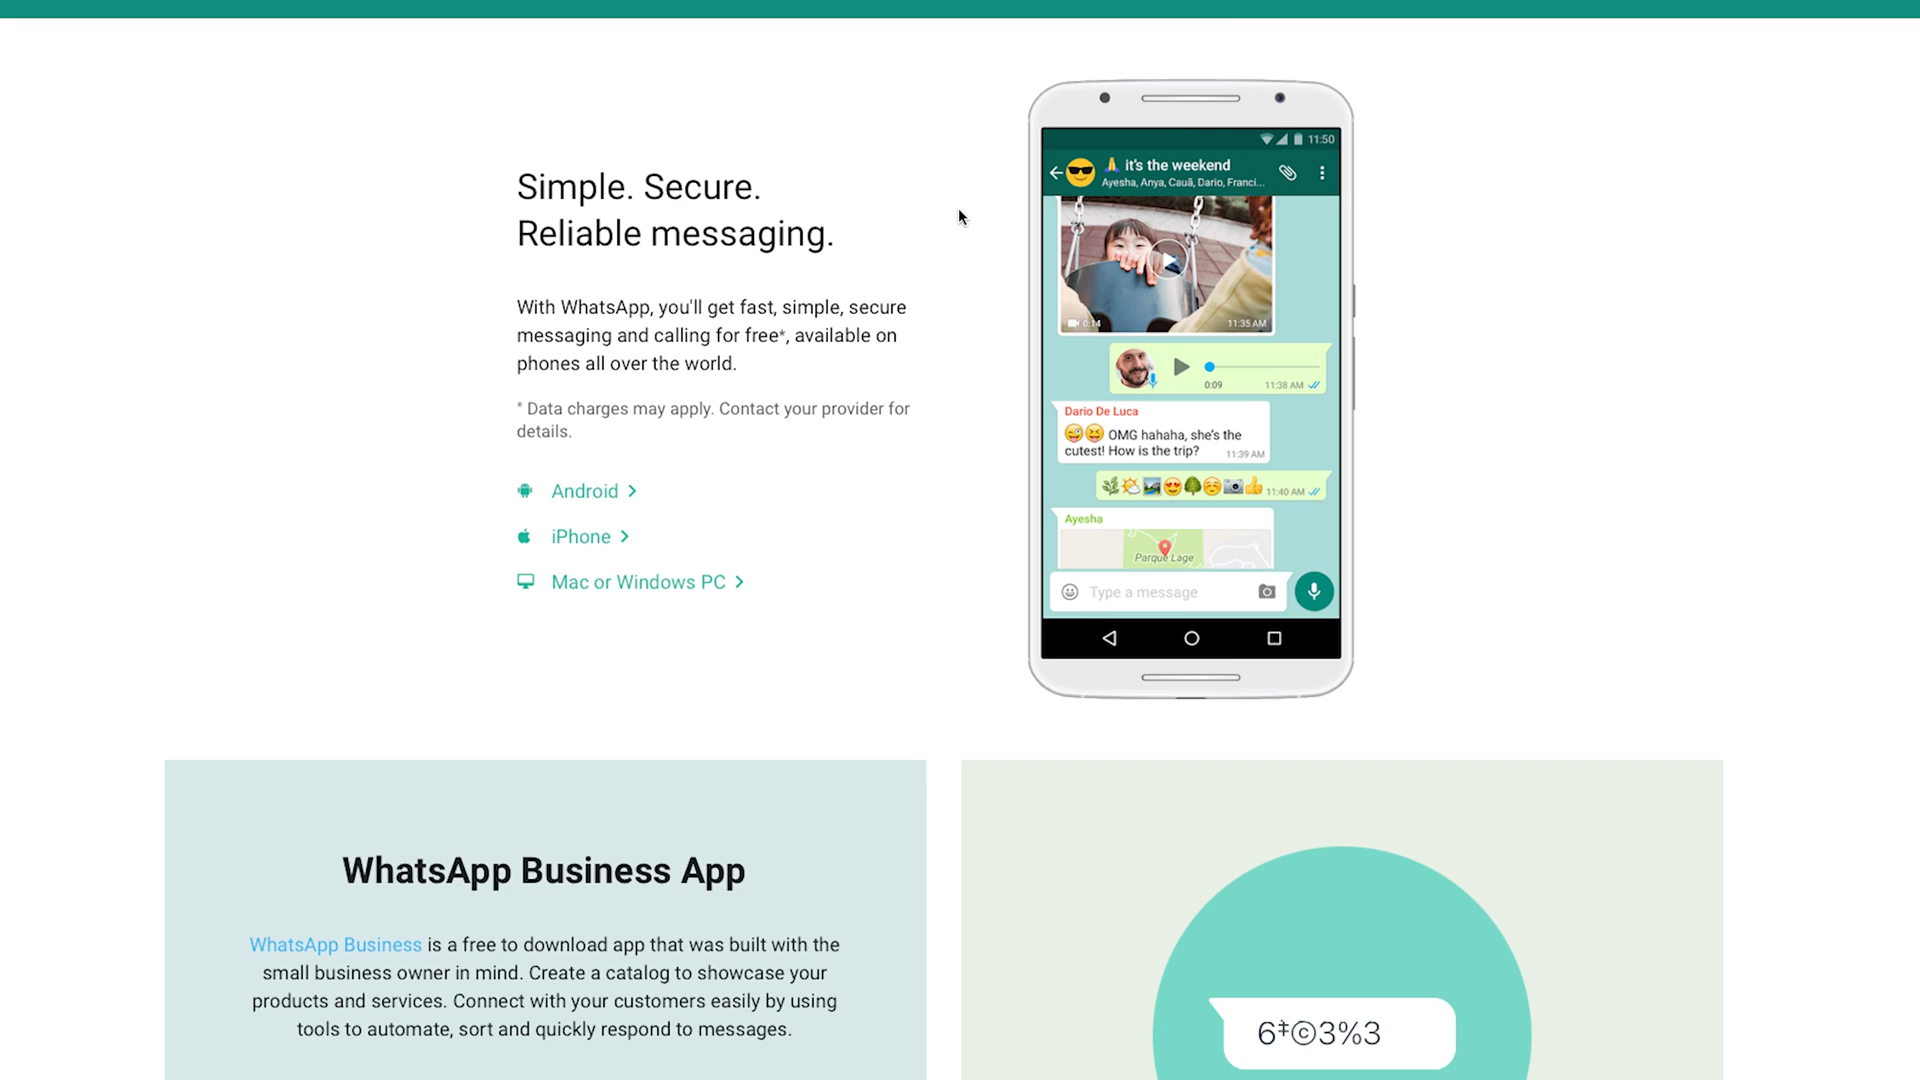 Simple. Secure.
Reliable messaging.
With WhatsApp, you'll get fast, simple, secure
messaging and calling for free*, available on
phones all over the world.
* Data charges may apply. Contact your provider for
details.
Android
iPhone
Mac or Windows PC
11:50
it's the weekend
Ayesha, Anya, Cauã, Dario, Franci...
0:14 11:35 AM
0:09 11:38 AM
Dario De Luca
OMG hahaha, she's the
cutest! How is the trip? 11:39 AM
11:40 AM
Ayesha
Parque Lage
Type a message
WhatsApp Business App
WhatsApp Business is a free to download app that was built with the
small business owner in mind. Create a catalog to showcase your
products and services. Connect with your customers easily by using
tools to automate, sort and quickly respond to messages.
6‡©3%3